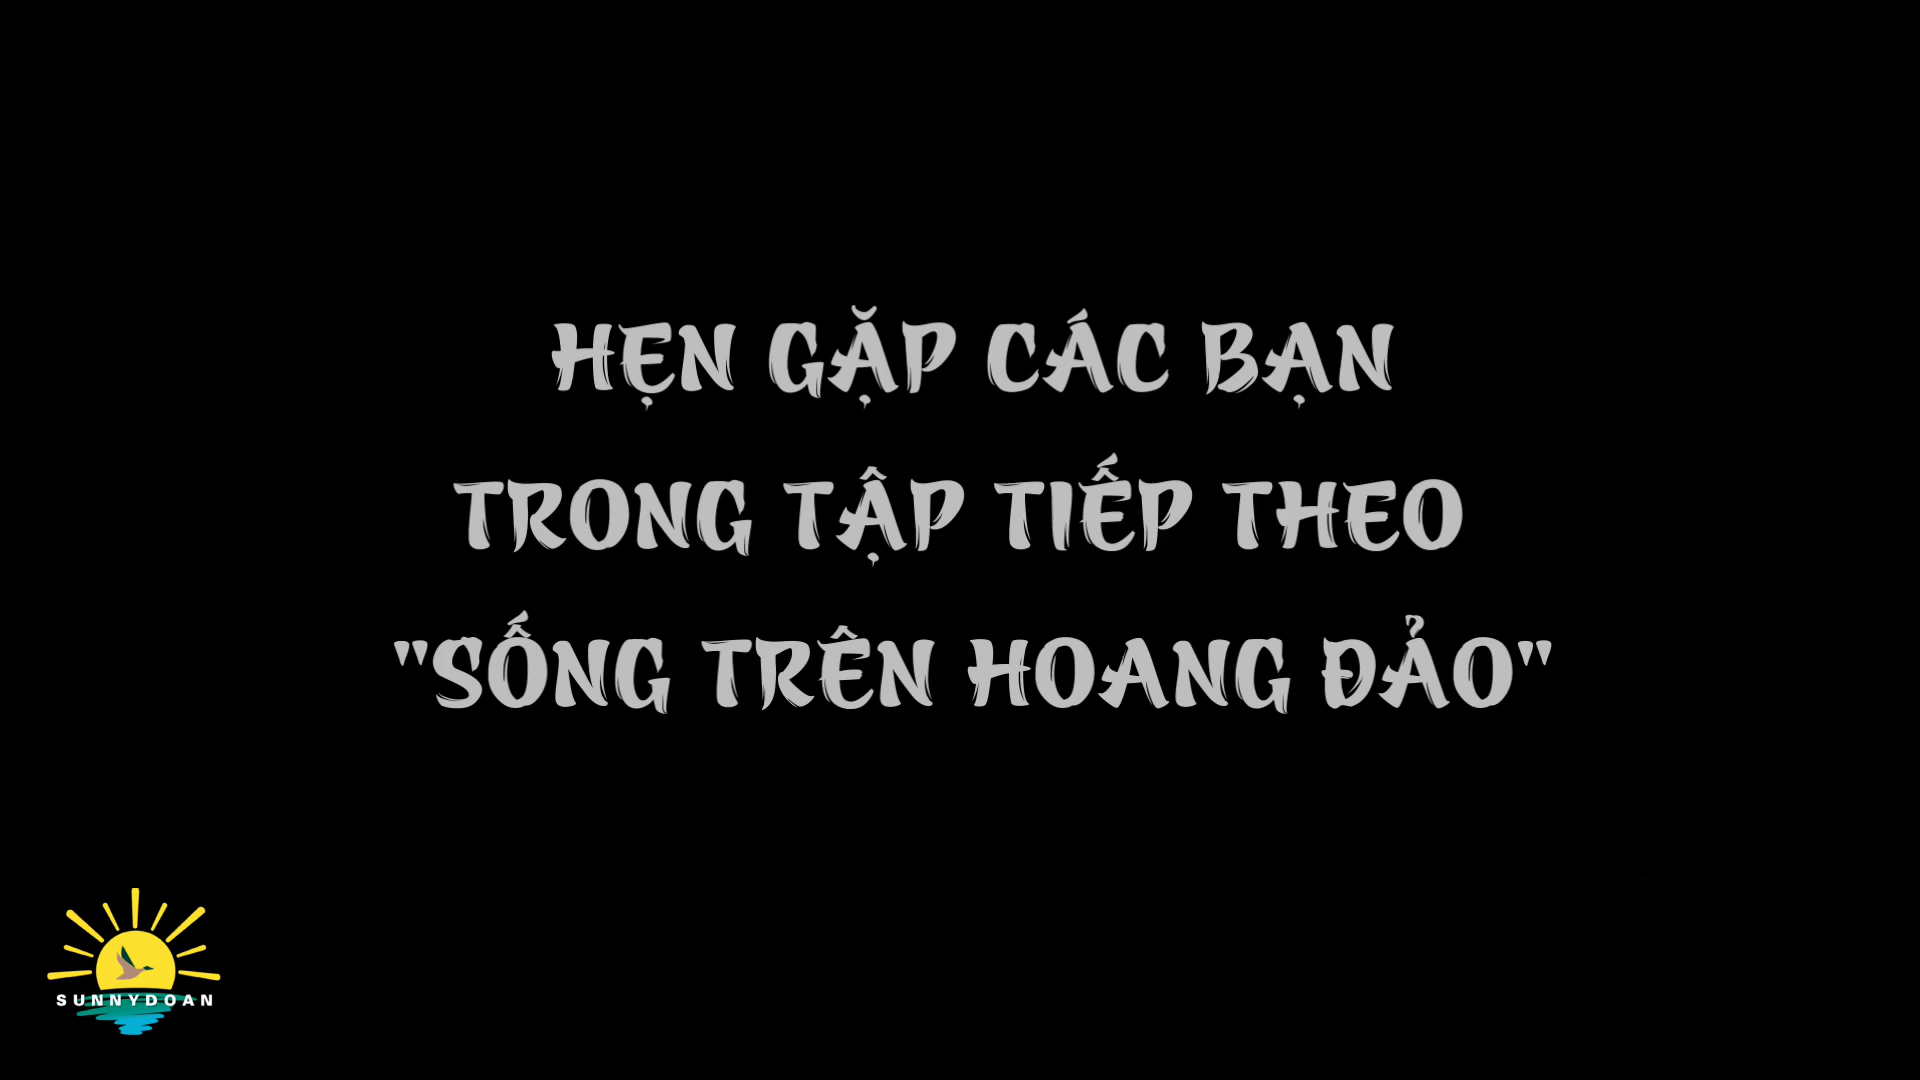 HẸN GẶP CÁC BẠN
TRONG TẬP TIẾP THEO
"SỐNG TRÊN HOANG ĐẢO"
SUNNYDOAN